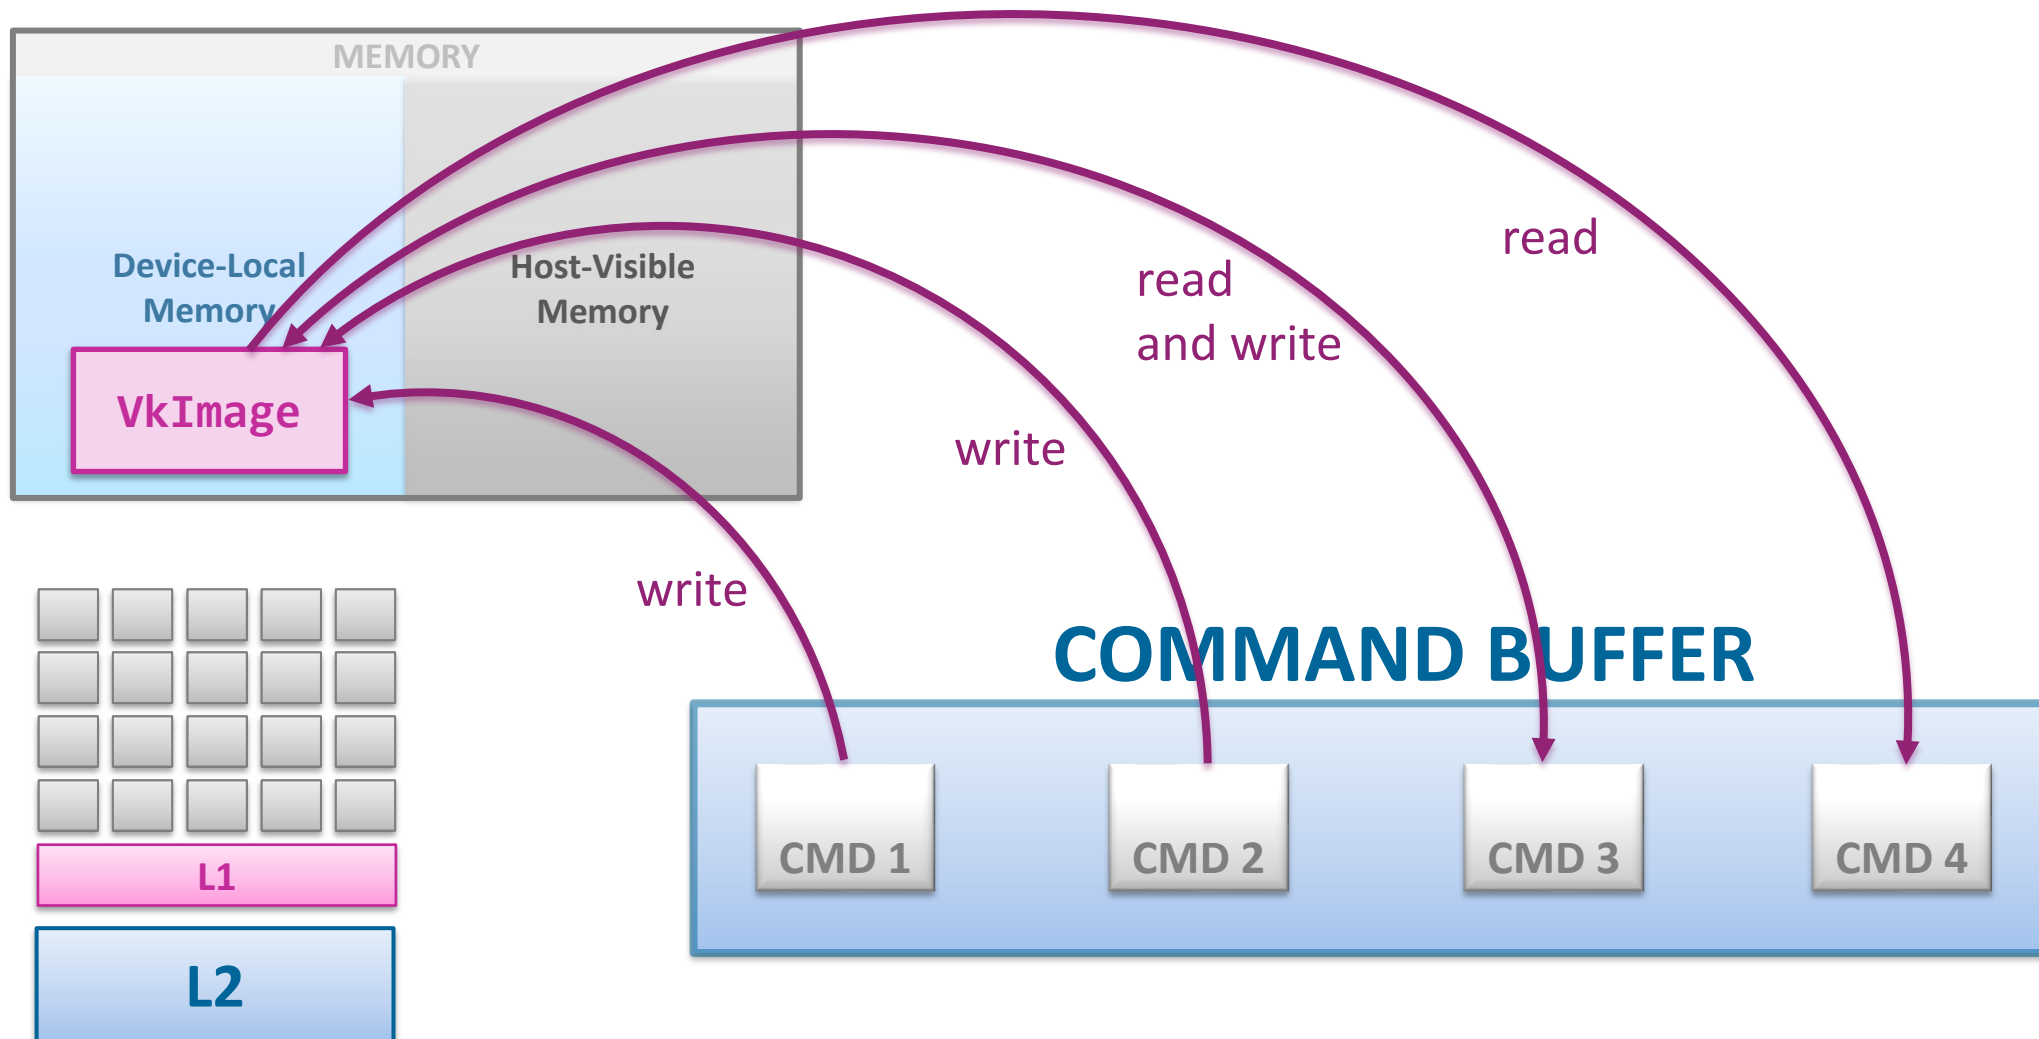 MEMORY
Device-Local
Memory
Host-Visible
Memory
VkImage
read
read
and write
write
write
COMMAND BUFFER
CMD 1
CMD 2
CMD 3
CMD 4
L1
L2